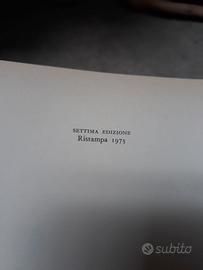 SETTIMA EDIZIONE
Ristampa 1973
subito